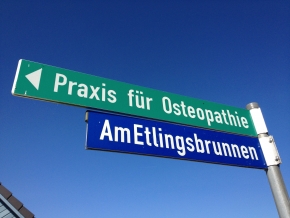 Praxis für Osteopathie
AmEtlingsbrunnen